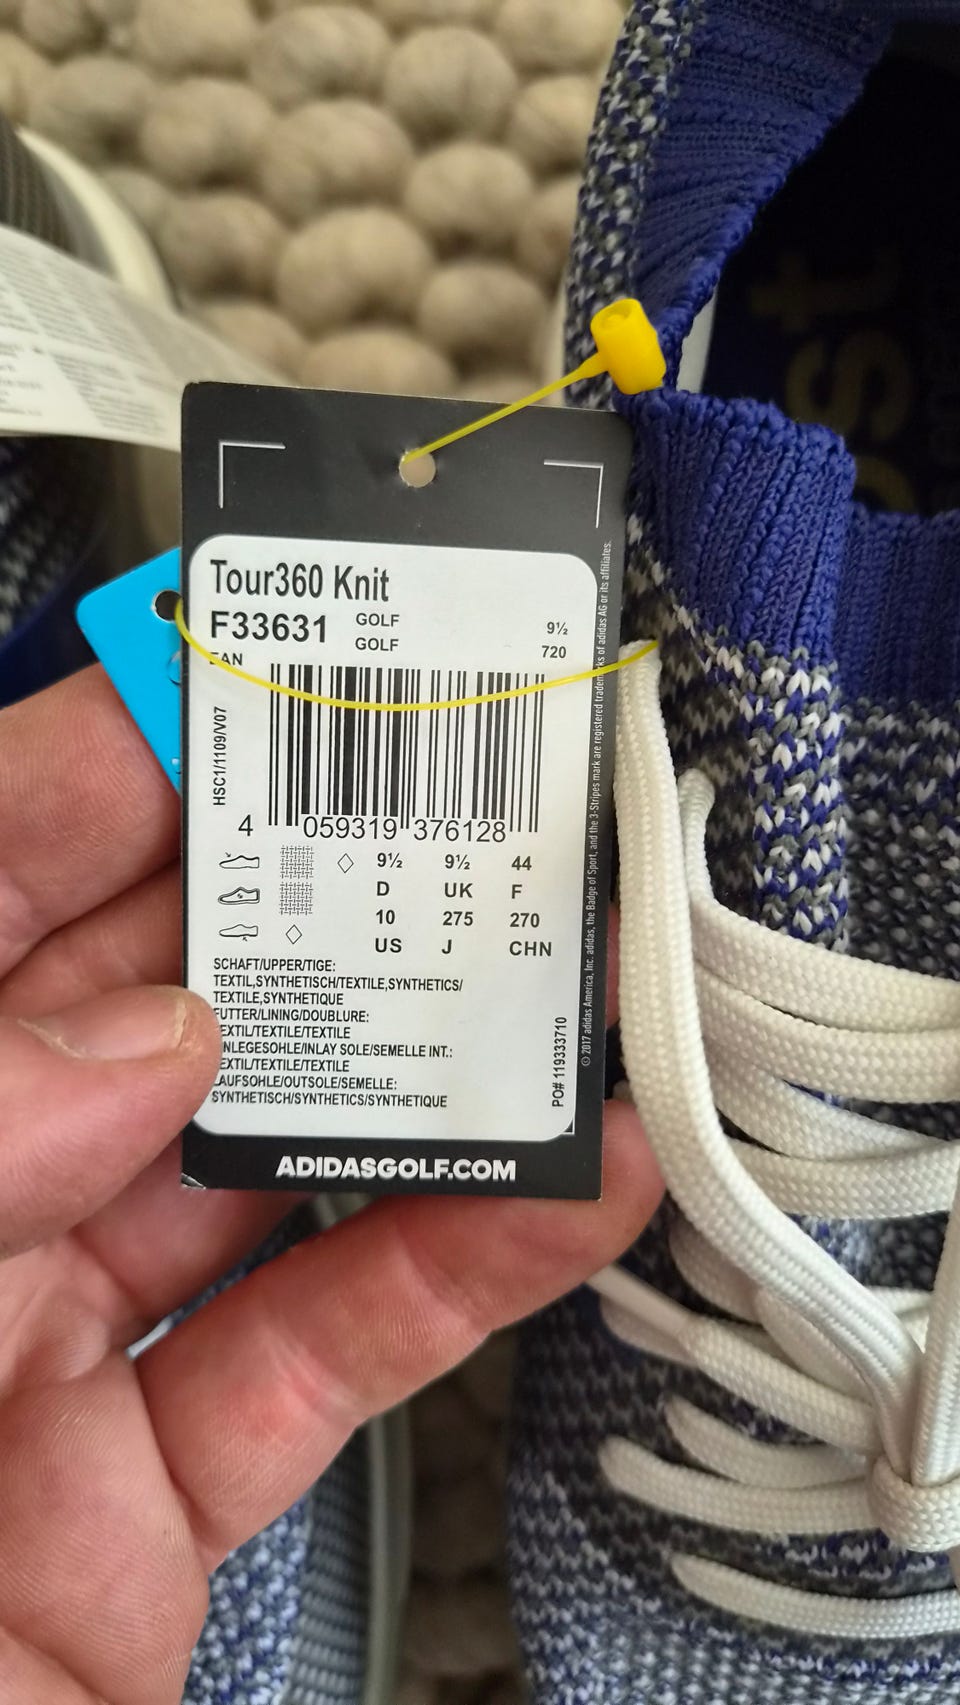 Tour360 Knit
F33631 GOLF 9½
GOLF 720
EAN
HSC1/1109/V07
4 059319 376128
9½ 9½ 44
D UK F
10 275 270
US J CHN
SCHAFT/UPPER/TIGE:
TEXTIL,SYNTHETISCH/TEXTILE,SYNTHETICS/
TEXTILE,SYNTHETIQUE
FUTTER/LINING/DOUBLURE:
EXTIL/TEXTILE/TEXTILE
INLEGESOHLE/INLAY SOLE/SEMELLE INT.:
EXTIL/TEXTILE/TEXTILE
LAUFSOHLE/OUTSOLE/SEMELLE:
SYNTHETISCH/SYNTHETICS/SYNTHETIQUE
PO# 119333710
© 2017 adidas America, Inc. adidas, the Badge of Sport, and the 3-Stripes mark are registered trademarks of adidas AG or its affiliates.
ADIDASGOLF.COM
ost